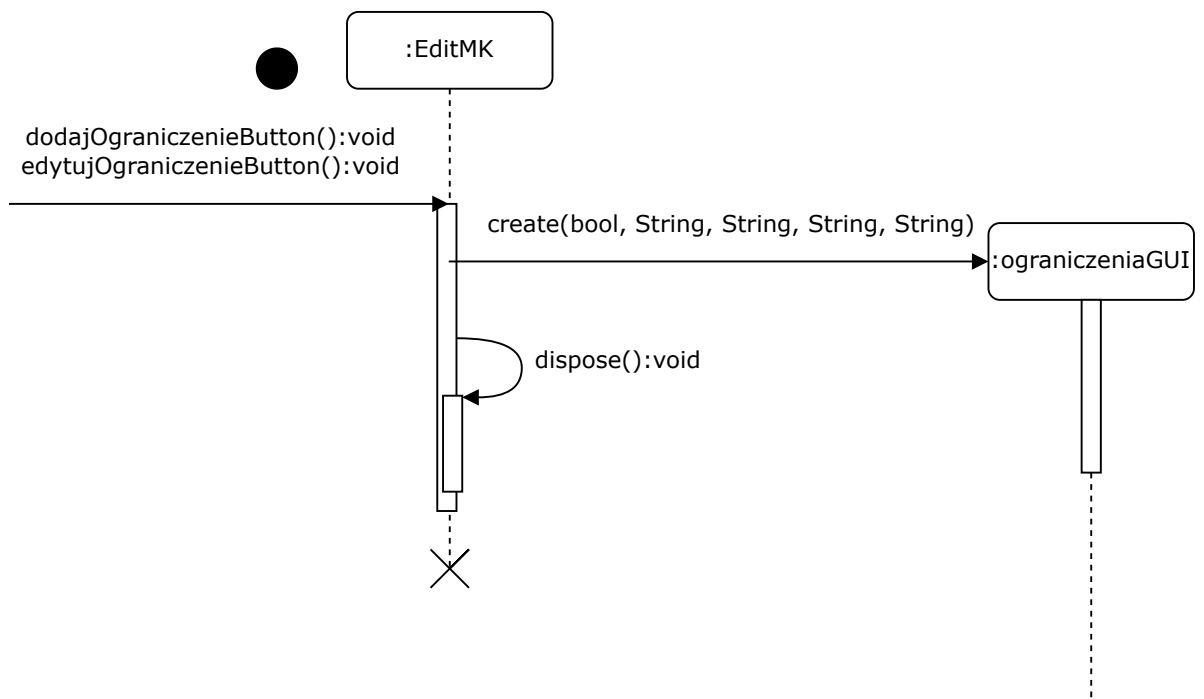 :EditMK
dodajOgraniczenieButton():void
edytujOgraniczenieButton():void
create(bool, String, String, String, String)
:ograniczeniaGUI
dispose():void